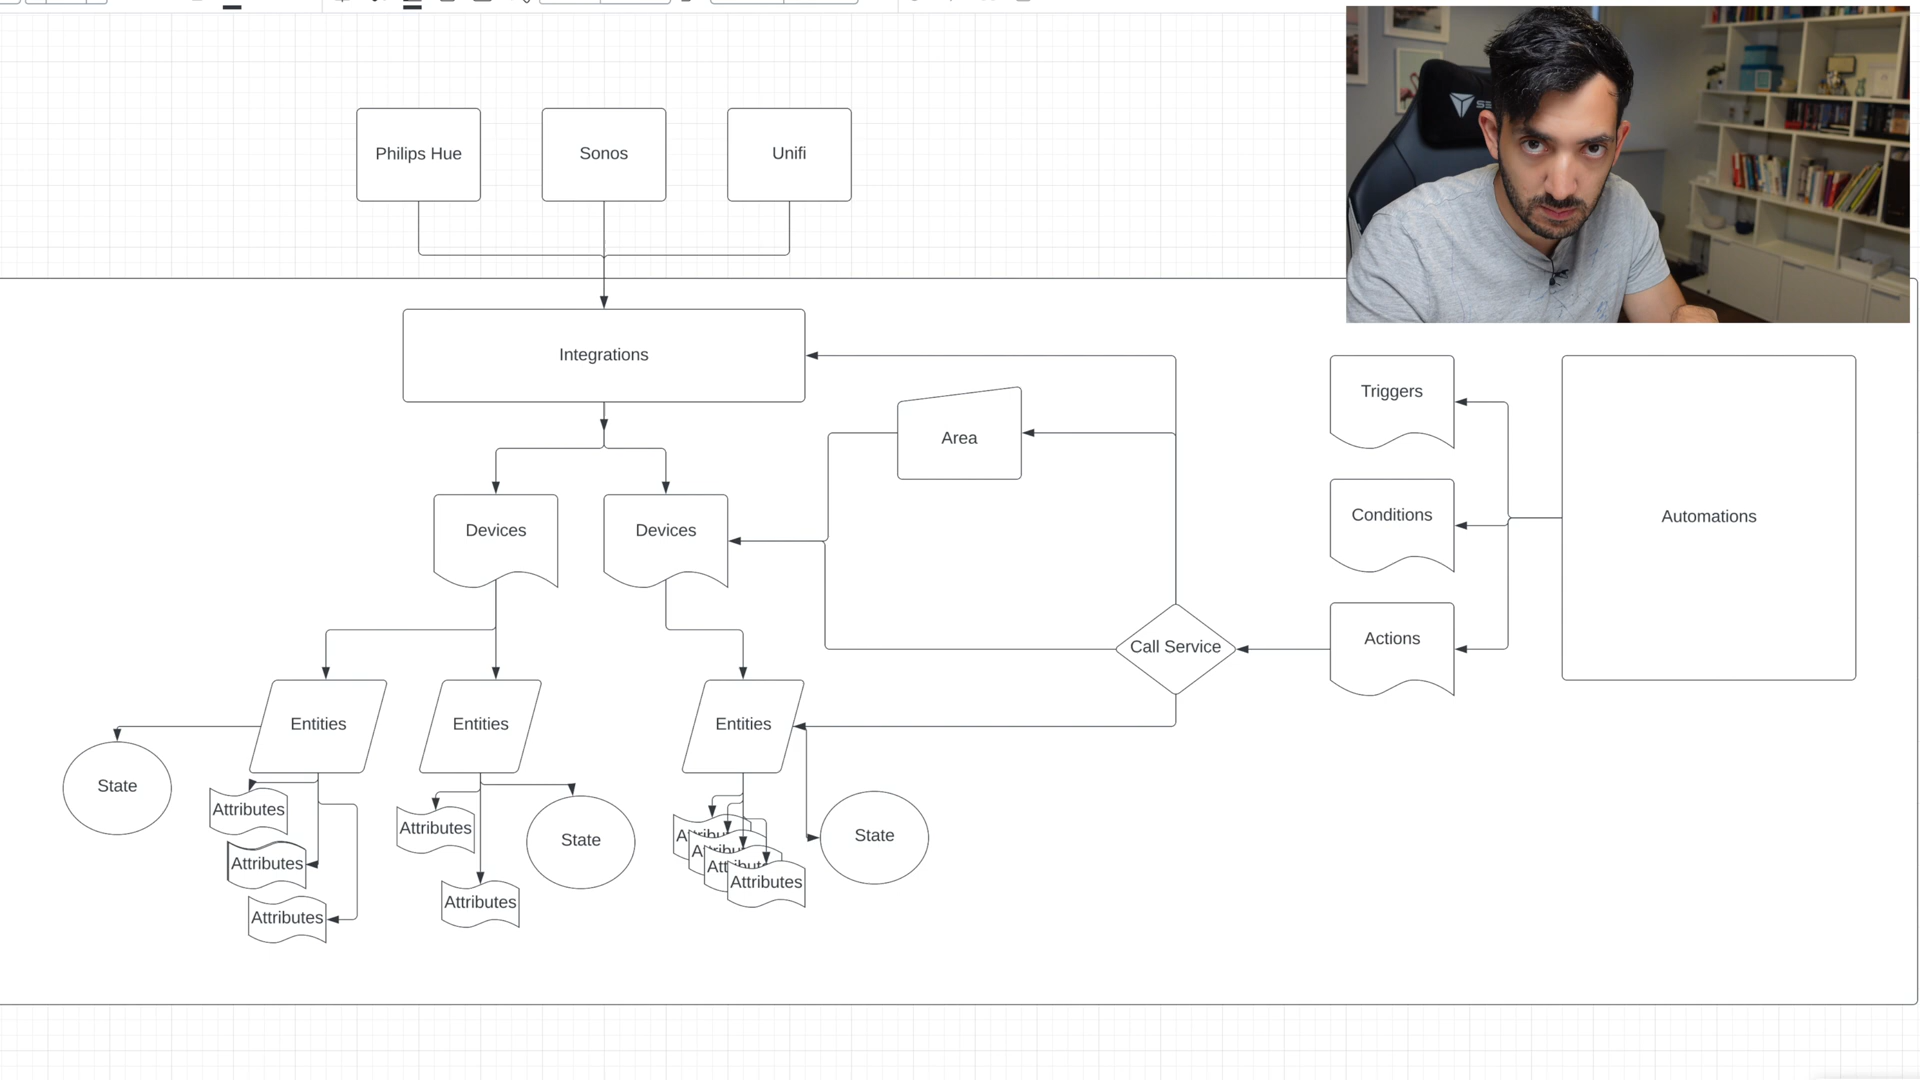 Philips Hue
Sonos
Unifi
Integrations
Area
Triggers
Conditions
Actions
Automations
Devices
Devices
Call Service
Entities
Entities
Entities
State
Attributes
Attributes
Attributes
Attributes
State
Attributes
Attributes
State